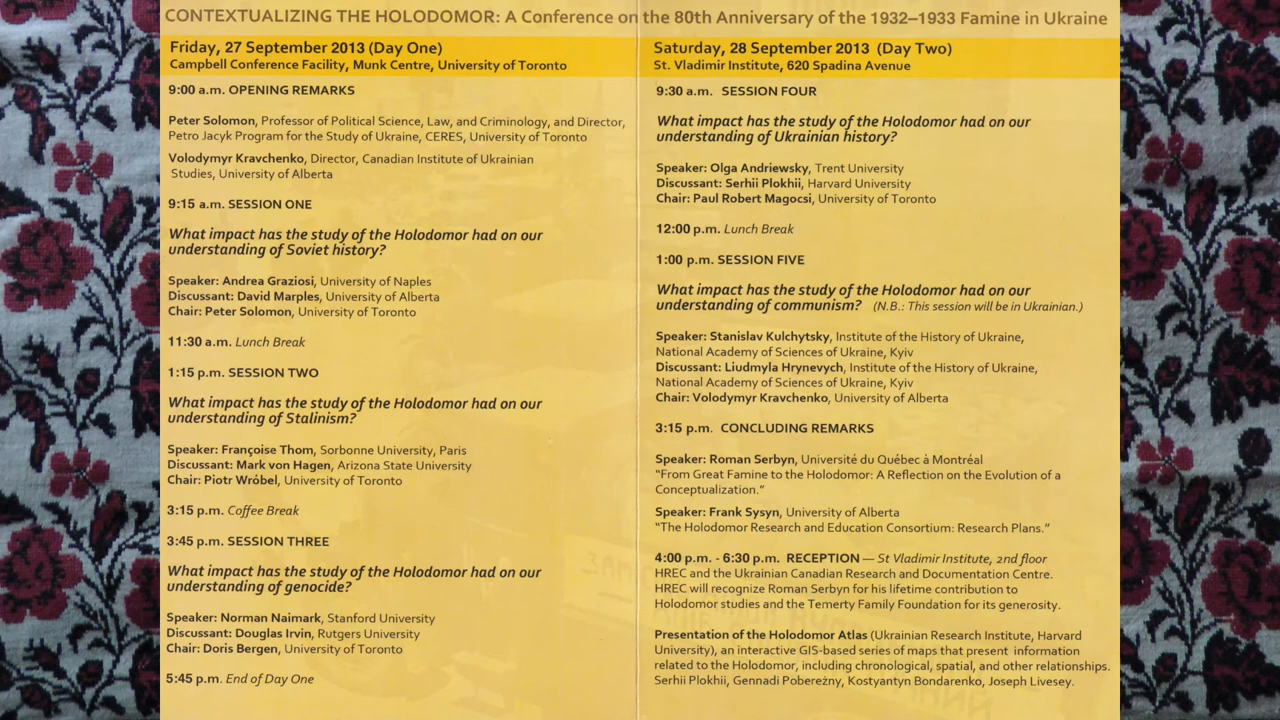 CONTEXTUALIZING THE HOLODOMOR: A Conference on the 80th Anniversary of the 1932–1933 Famine in Ukraine
Friday, 27 September 2013 (Day One)
Campbell Conference Facility, Munk Centre, University of Toronto
9:00 a.m. OPENING REMARKS
Peter Solomon, Professor of Political Science, Law, and Criminology, and Director,
Petro Jacyk Program for the Study of Ukraine, CERES, University of Toronto
Volodymyr Kravchenko, Director, Canadian Institute of Ukrainian
Studies, University of Alberta
9:15 a.m. SESSION ONE
What impact has the study of the Holodomor had on our
understanding of Soviet history?
Speaker: Andrea Graziosi, University of Naples
Discussant: David Marples, University of Alberta
Chair: Peter Solomon, University of Toronto
11:30 a.m. Lunch Break
1:15 p.m. SESSION TWO
What impact has the study of the Holodomor had on our
understanding of Stalinism?
Speaker: Françoise Thom, Sorbonne University, Paris
Discussant: Mark von Hagen, Arizona State University
Chair: Piotr Wróbel, University of Toronto
3:15 p.m. Coffee Break
3:45 p.m. SESSION THREE
What impact has the study of the Holodomor had on our
understanding of genocide?
Speaker: Norman Naimark, Stanford University
Discussant: Douglas Irvin, Rutgers University
Chair: Doris Bergen, University of Toronto
5:45 p.m. End of Day One
Saturday, 28 September 2013 (Day Two)
St. Vladimir Institute, 620 Spadina Avenue
9:30 a.m. SESSION FOUR
What impact has the study of the Holodomor had on our
understanding of Ukrainian history?
Speaker: Olga Andriewsky, Trent University
Discussant: Serhii Plokhii, Harvard University
Chair: Paul Robert Magocsi, University of Toronto
12:00 p.m. Lunch Break
1:00 p.m. SESSION FIVE
What impact has the study of the Holodomor had on our
understanding of communism? (N.B.: This session will be in Ukrainian.)
Speaker: Stanislav Kulchytsky, Institute of the History of Ukraine,
National Academy of Sciences of Ukraine, Kyiv
Discussant: Liudmyla Hrynevych, Institute of the History of Ukraine,
National Academy of Sciences of Ukraine, Kyiv
Chair: Volodymyr Kravchenko, University of Alberta
3:15 p.m. CONCLUDING REMARKS
Speaker: Roman Serbyn, Université du Québec à Montréal
"From Great Famine to the Holodomor: A Reflection on the Evolution of a
Conceptualization."
Speaker: Frank Sysyn, University of Alberta
"The Holodomor Research and Education Consortium: Research Plans."
4:00 p.m. - 6:30 p.m. RECEPTION — St Vladimir Institute, 2nd floor
HREC and the Ukrainian Canadian Research and Documentation Centre.
HREC will recognize Roman Serbyn for his lifetime contribution to
Holodomor studies and the Temerty Family Foundation for its generosity.
Presentation of the Holodomor Atlas (Ukrainian Research Institute, Harvard
University), an interactive GIS-based series of maps that present information
related to the Holodomor, including chronological, spatial, and other relationships.
Serhii Plokhii, Gennadi Poberezny, Kostyantyn Bondarenko, Joseph Livesey.